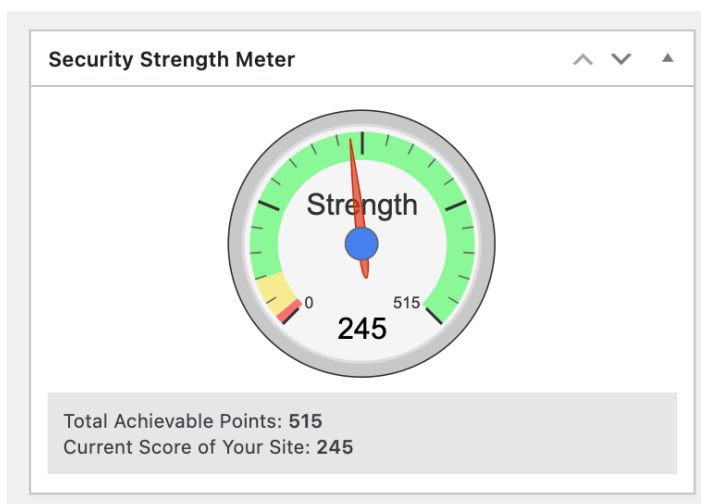 Security Strength Meter
Strength
0
515
245
Total Achievable Points: 515
Current Score of Your Site: 245